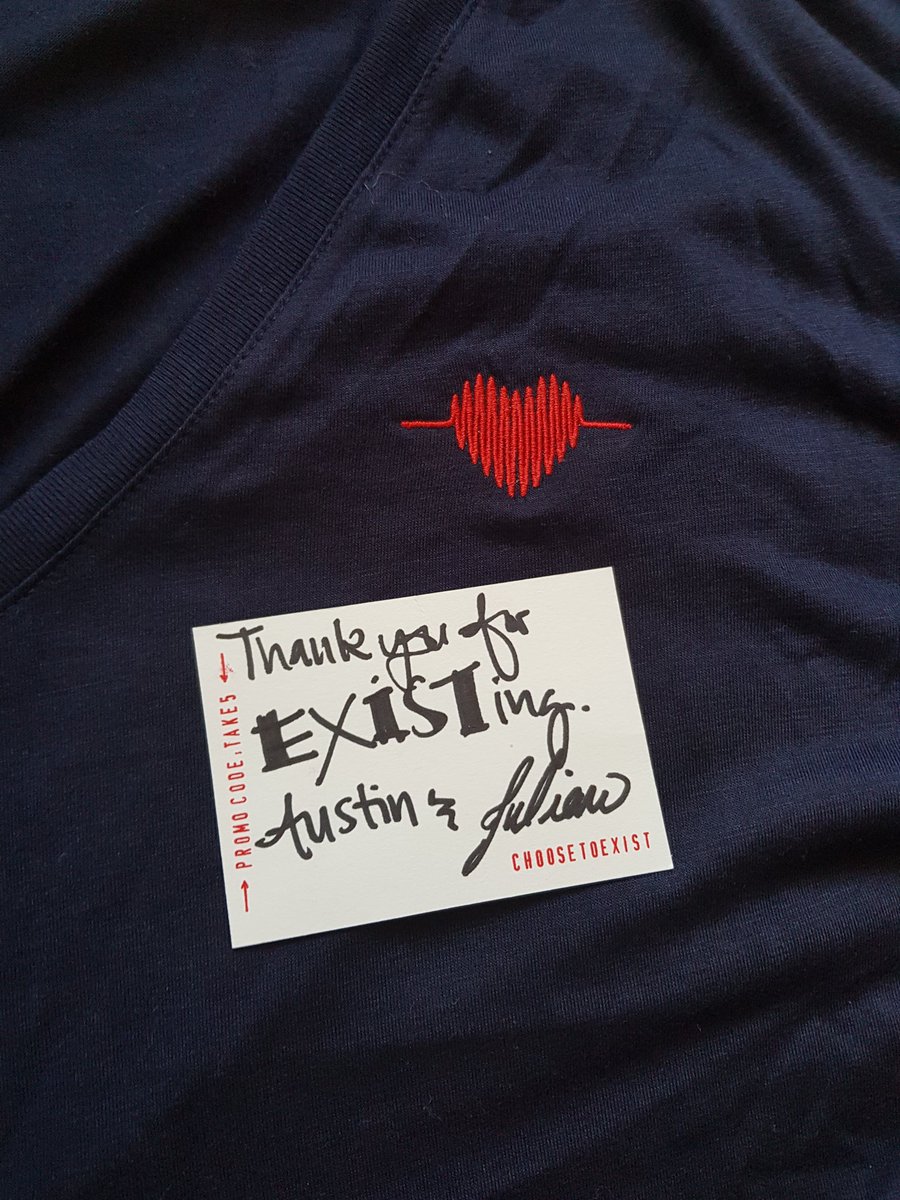 Thank you for
EXISTing.
Austin & Julian
CHOOSETOEXIST
PROMO CODE: TAKE5